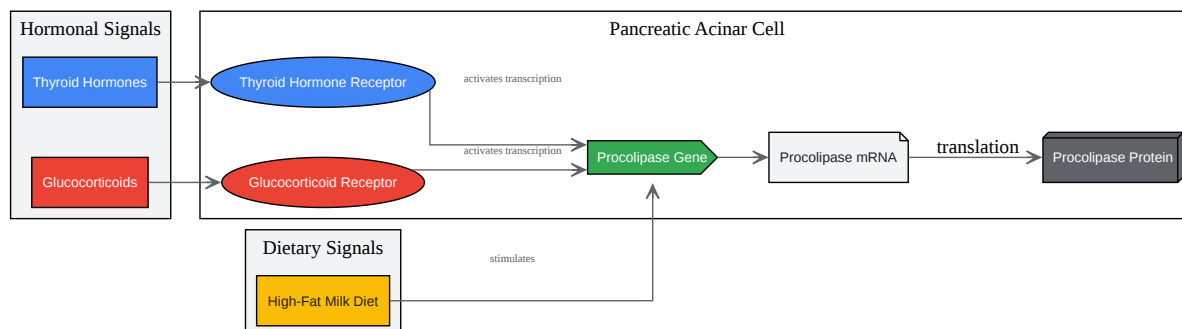 Hormonal Signals
Pancreatic Acinar Cell
Thyroid Hormones
Thyroid Hormone Receptor
activates transcription
activates transcription
Procolipase Gene
Procolipase mRNA
translation
Procolipase Protein
Glucocorticoids
Glucocorticoid Receptor
Dietary Signals
stimulates
High-Fat Milk Diet